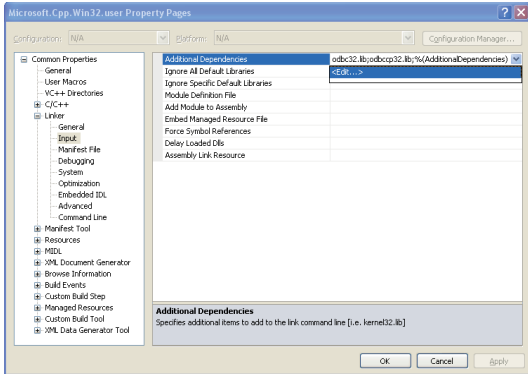 Microsoft.Cpp.Win32.user Property Pages
Configuration: N/A Platform: N/A Configuration Manager...
Common Properties
General
User Macros
VC++ Directories
C/C++
Linker
General
Input
Manifest File
Debugging
System
Optimization
Embedded IDL
Advanced
Command Line
Manifest Tool
Resources
MIDL
XML Document Generator
Browse Information
Build Events
Custom Build Step
Managed Resources
Custom Build Tool
XML Data Generator Tool
Additional Dependencies odbc32.lib;odbccp32.lib;%(AdditionalDependencies)
Ignore All Default Libraries <Edit...>
Ignore Specific Default Libraries
Module Definition File
Add Module to Assembly
Embed Managed Resource File
Force Symbol References
Delay Loaded Dlls
Assembly Link Resource
Additional Dependencies
Specifies additional items to add to the link command line [i.e. kernel32.lib]
OK Cancel Apply